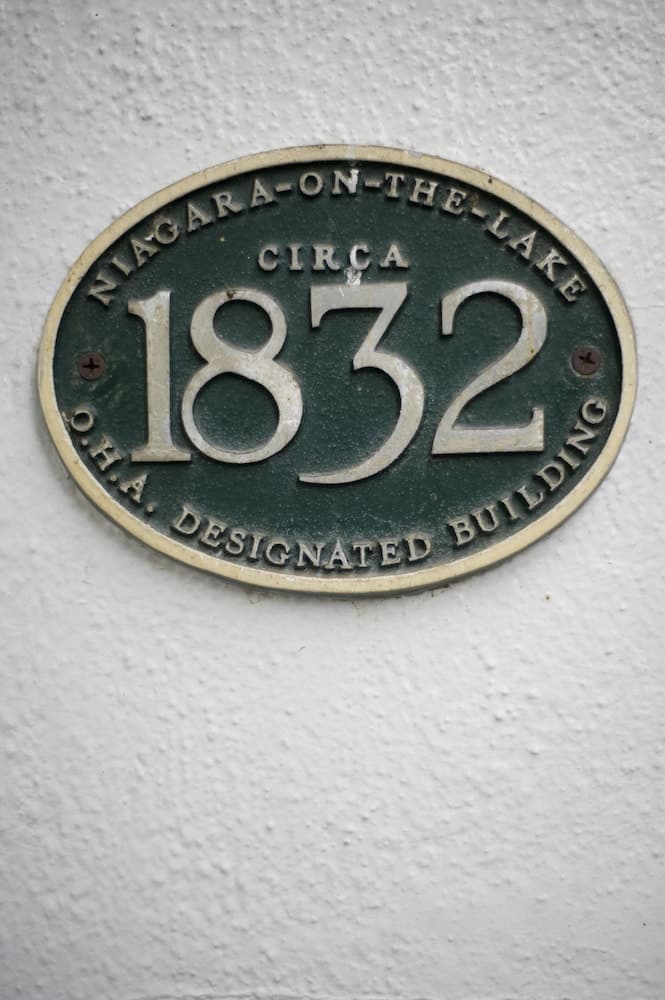 NIAGARA-ON-THE-LAKE
CIRCA
1832
O.H.A. DESIGNATED BUILDING